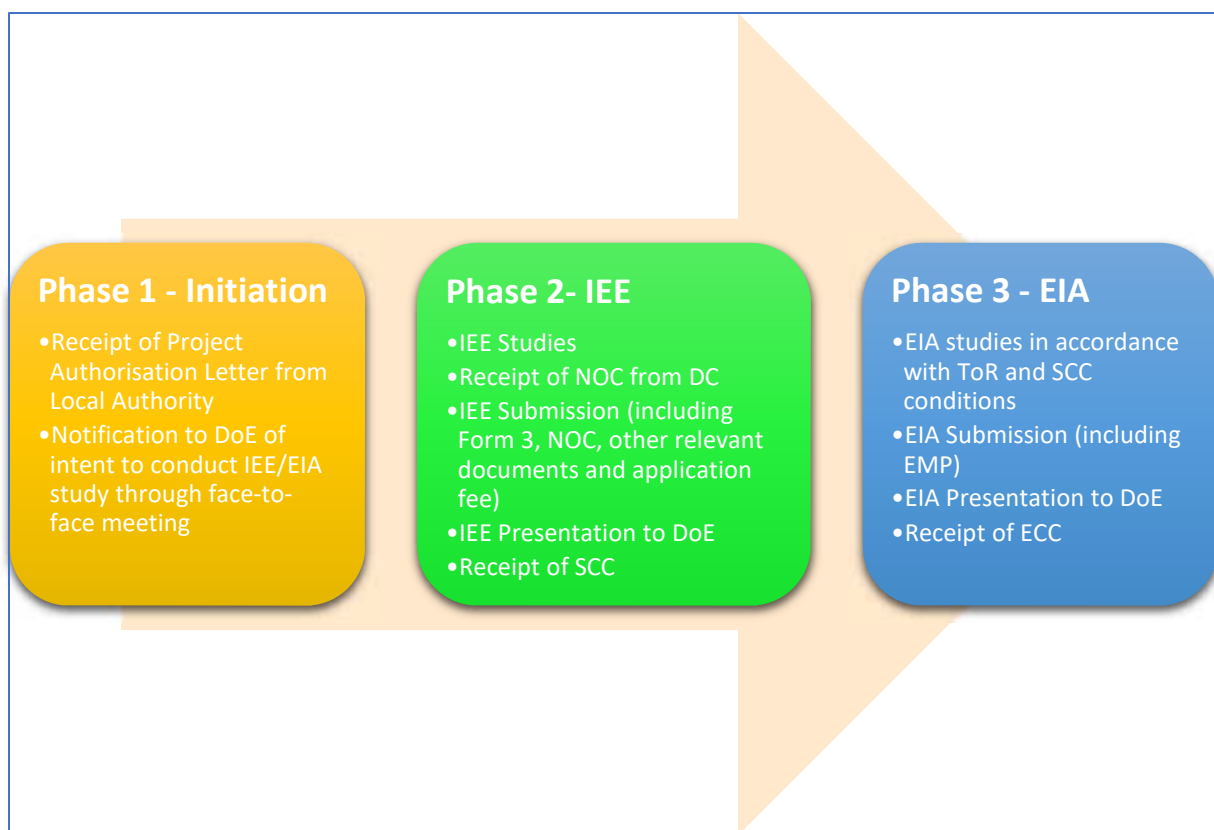 Phase 1 - Initiation
•Receipt of Project
Authorisation Letter from
Local Authority
•Notification to DoE of
intent to conduct IEE/EIA
study through face-to-
face meeting
Phase 2- IEE
•IEE Studies
•Receipt of NOC from DC
•IEE Submission (including
Form 3, NOC, other relevant
documents and application
fee)
•IEE Presentation to DoE
•Receipt of SCC
Phase 3 - EIA
•EIA studies in accordance
with ToR and SCC
conditions
•EIA Submission (including
EMP)
•EIA Presentation to DoE
•Receipt of ECC